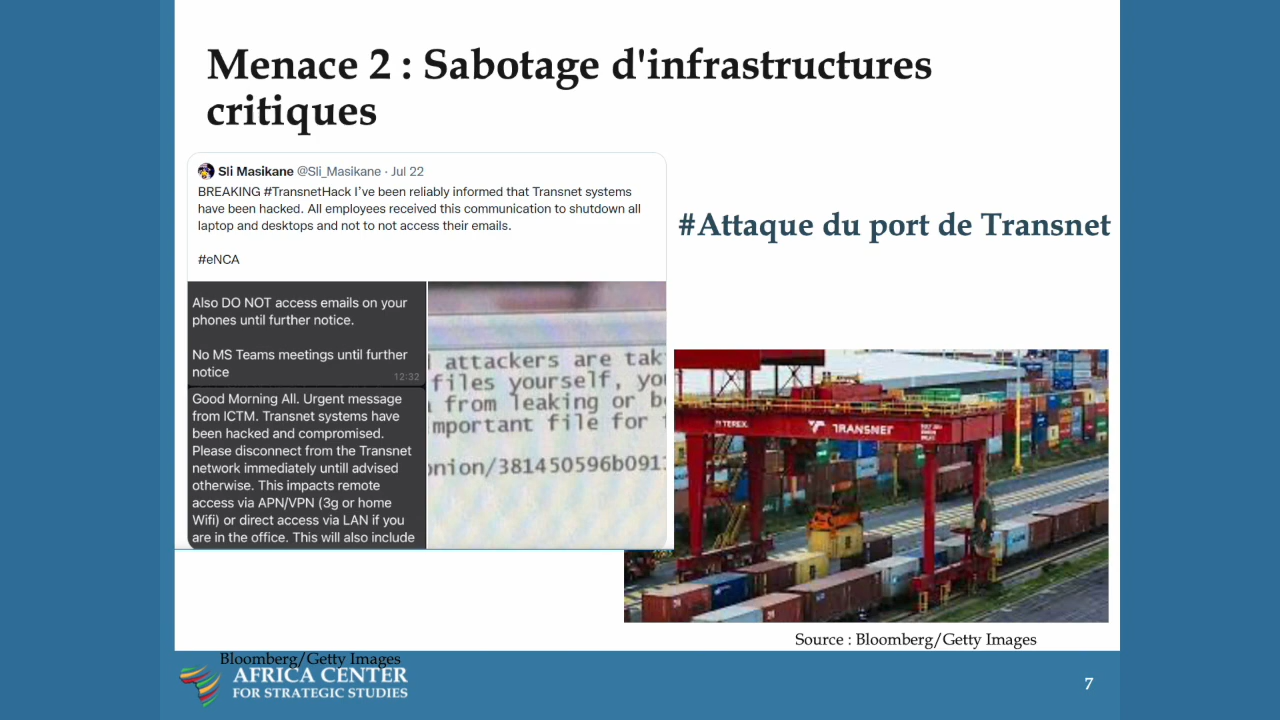 Menace 2 : Sabotage d'infrastructures
critiques
Sli Masikane @Sli_Masikane · Jul 22
BREAKING #TransnetHack I've been reliably informed that Transnet systems
have been hacked. All employees received this communication to shutdown all
laptop and desktops and not to not access their emails.
#eNCA
Also DO NOT access emails on your
phones until further notice.
No MS Teams meetings until further
notice
12:32
Good Morning All. Urgent message
from ICTM. Transnet systems have
been hacked and compromised.
Please disconnect from the Transnet
network immediately untill advised
otherwise. This impacts remote
access via APN/VPN (3g or home
Wifi) or direct access via LAN if you
are in the office. This will also include
attackers are tak
files yourself, you
from leaking or be
mportant file for
onion/381450596b091
#Attaque du port de Transnet
TEREX
TRANSNET
Source : Bloomberg/Getty Images
Bloomberg/Getty Images
AFRICA CENTER
FOR STRATEGIC STUDIES
7